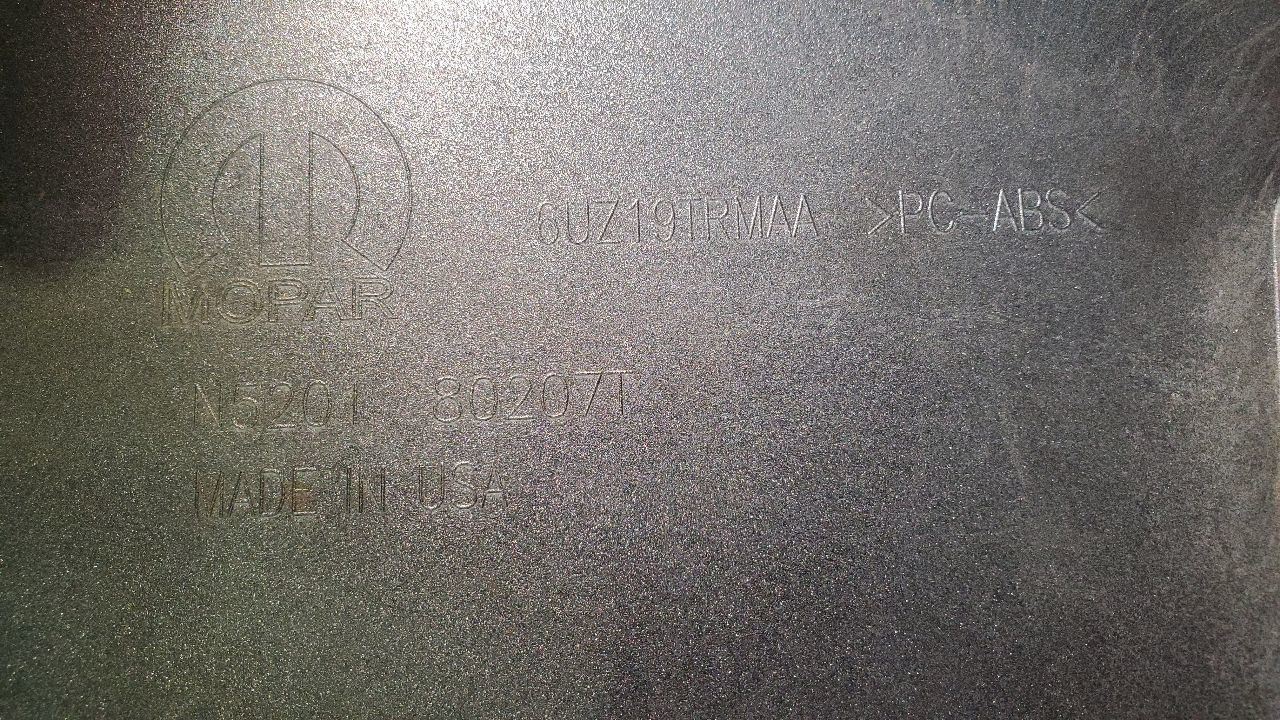 6UZ19TRMAA >PC-ABS<
MOPAR
N5201 80207T
MADE IN USA